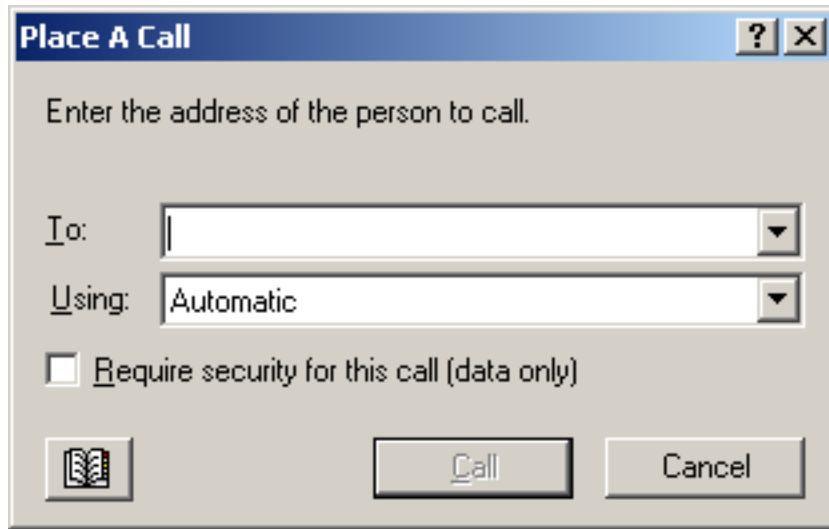 Place A Call
Enter the address of the person to call.
To:
Using: Automatic
Require security for this call (data only)
Call Cancel